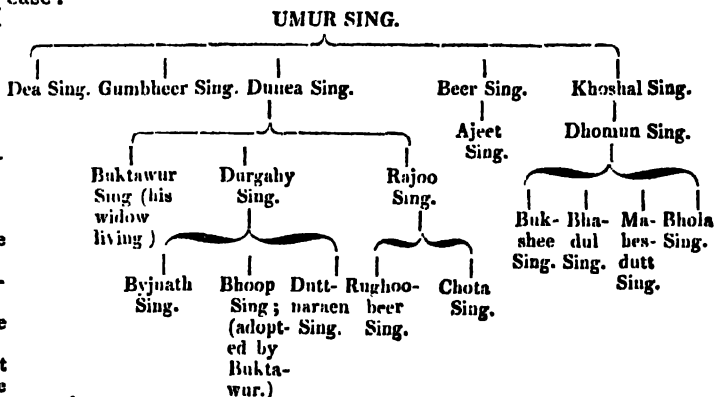 case:
UMUR SING.
Dea Sing. Gumbheer Sing. Dunea Sing. Beer Sing. Khoshal Sing.
Ajeet Sing.
Dhomun Sing.
Buktawur Sing (his widow living)
Durgahy Sing.
Rajoo Sing.
Buk-shee Sing.
Bha-dul Sing.
Ma-hes-dutt Sing.
Bhola Sing.
Byjnath Sing.
Bhoop Sing; (adopt-ed by Bukta-wur.)
Dutt-naraen Sing.
Rughoo-beer Sing.
Chota Sing.